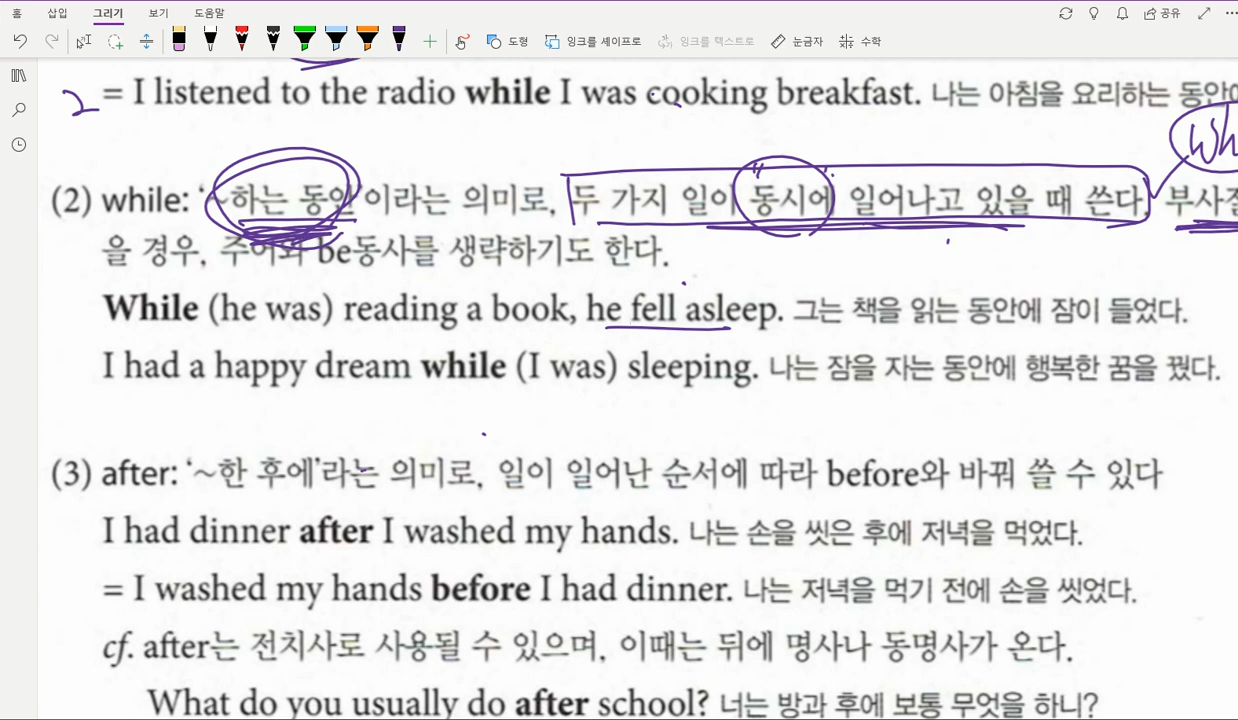 홈 삽입 그리기 보기 도움말 공유
도형 잉크를 셰이프로 잉크를 텍스트로 눈금자 수학
2 = I listened to the radio while I was cooking breakfast. 나는 아침을 요리하는 동안에
Wh
(2) while: ‘~하는 동안’이라는 의미로, 두 가지 일이 동시에 일어나고 있을 때 쓴다. 부사절
을 경우, 주어와 be동사를 생략하기도 한다.
While (he was) reading a book, he fell asleep. 그는 책을 읽는 동안에 잠이 들었다.
I had a happy dream while (I was) sleeping. 나는 잠을 자는 동안에 행복한 꿈을 꿨다.
(3) after: ‘~한 후에’라는 의미로, 일이 일어난 순서에 따라 before와 바꿔 쓸 수 있다
I had dinner after I washed my hands. 나는 손을 씻은 후에 저녁을 먹었다.
= I washed my hands before I had dinner. 나는 저녁을 먹기 전에 손을 씻었다.
cf. after는 전치사로 사용될 수 있으며, 이때는 뒤에 명사나 동명사가 온다.
What do you usually do after school? 너는 방과 후에 보통 무엇을 하니?